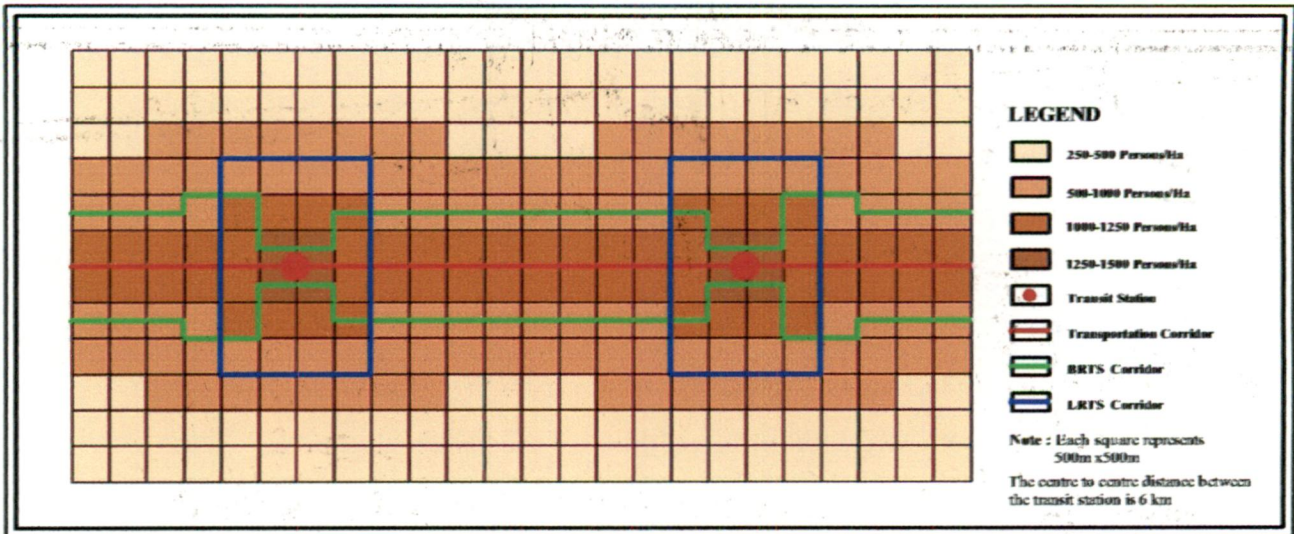 LEGEND
250-500 Persons/Ha
500-1000 Persons/Ha
1000-1250 Persons/Ha
1250-1500 Persons/Ha
Transit Station
Transportation Corridor
BRTS Corridor
LRTS Corridor
Note : Each square represents
500m x500m
The centre to centre distance between
the transit station is 6 km